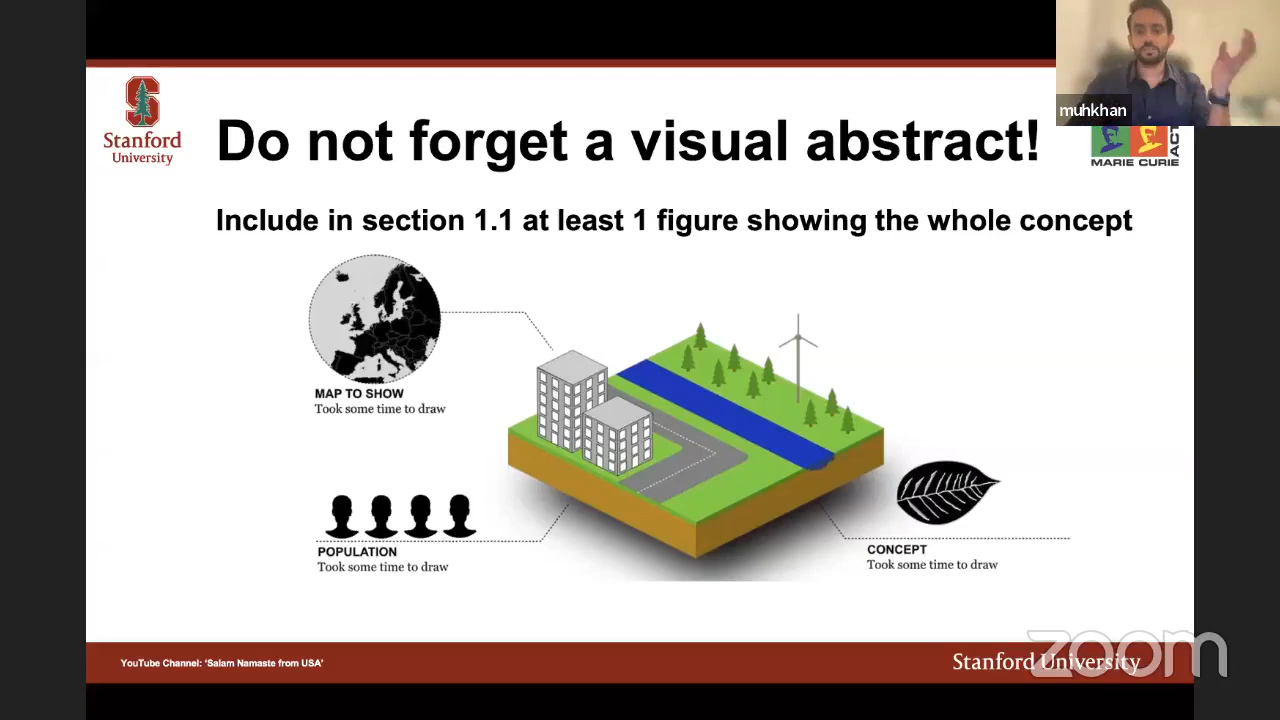 muhkhan
Stanford
University
Do not forget a visual abstract!
MARIE CURIE
ACT
Include in section 1.1 at least 1 figure showing the whole concept
MAP TO SHOW
Took some time to draw
POPULATION
Took some time to draw
CONCEPT
Took some time to draw
YouTube Channel: ‘Salam Namaste from USA’
Stanford University
zoom